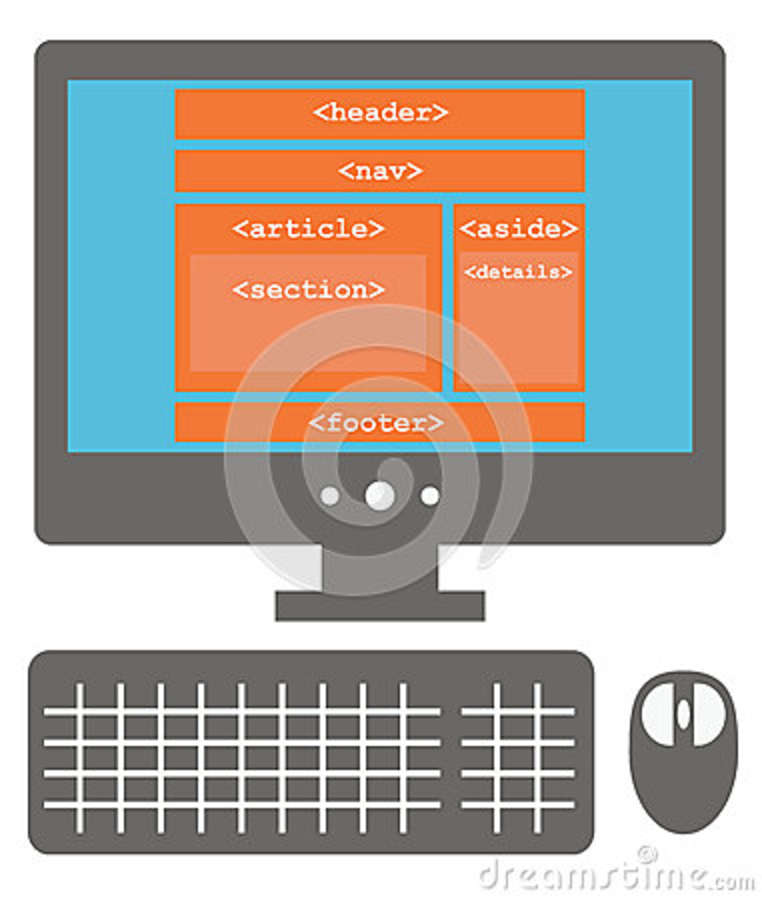 <header>
<nav>
<article> <aside>
<details>
<section>
<footer>
dreamstime.com